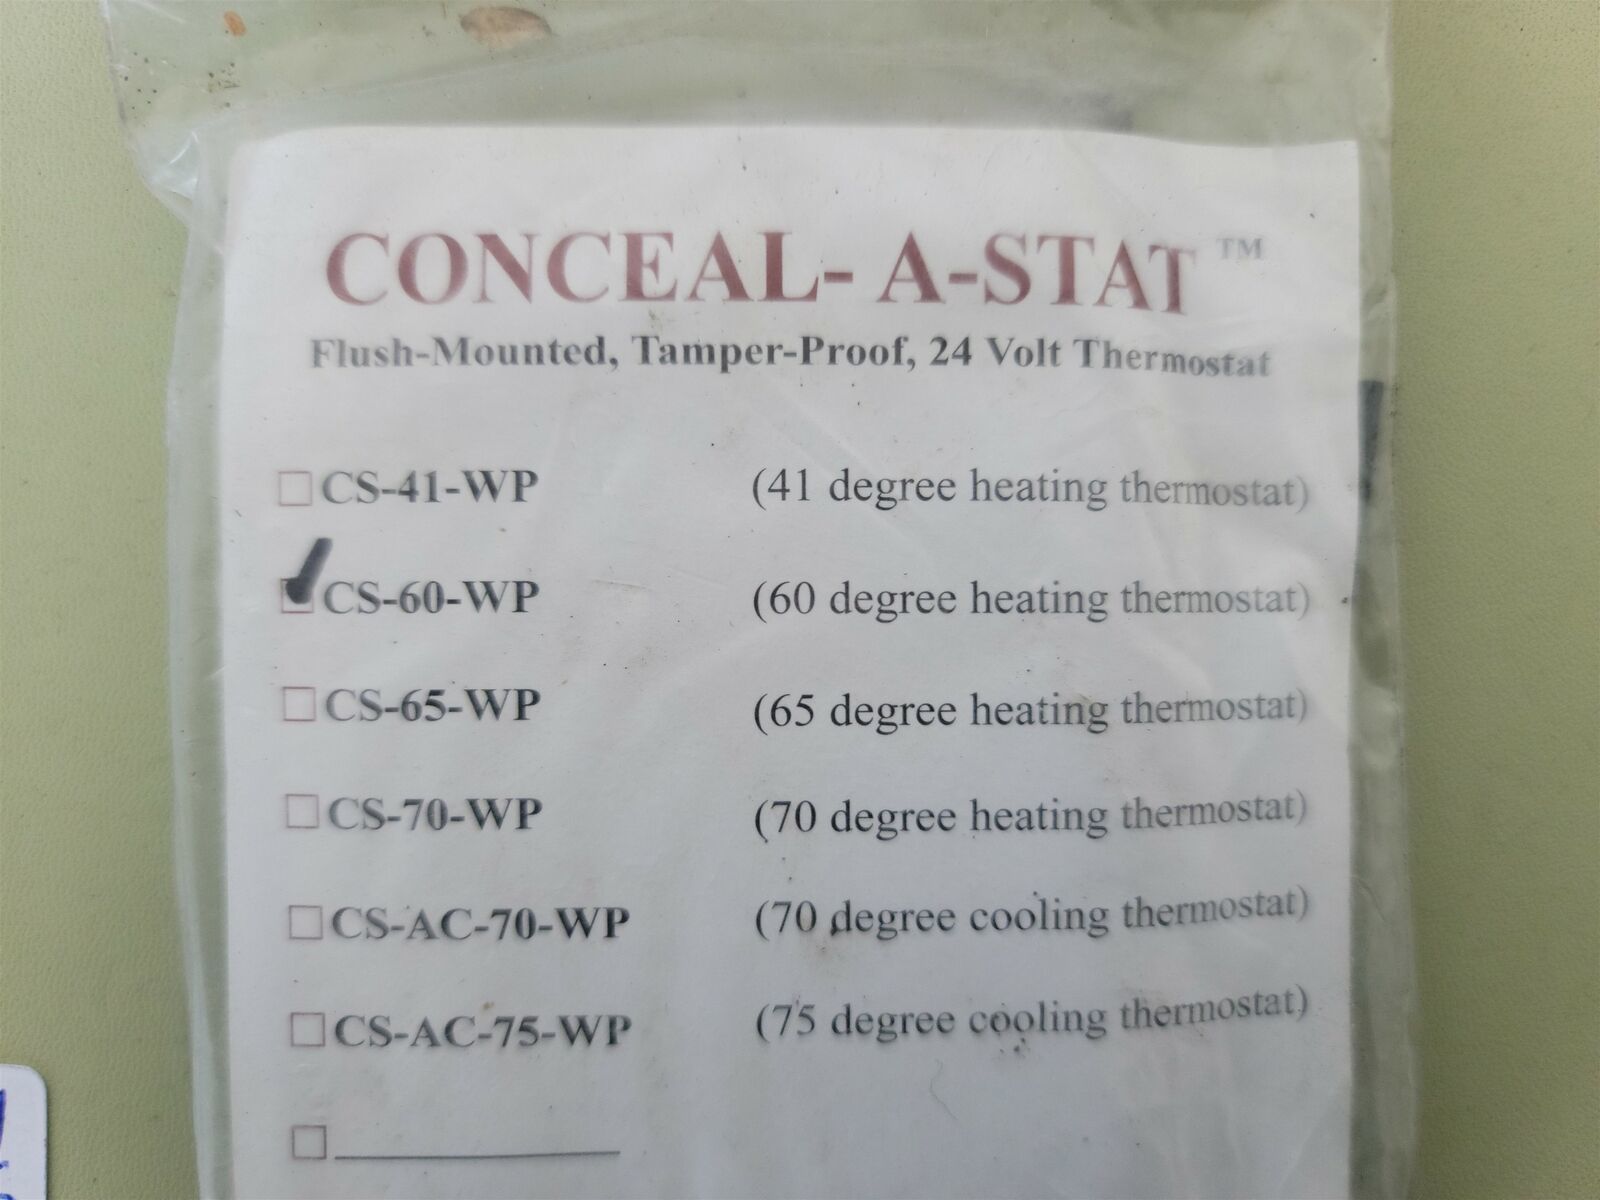 CONCEAL- A-STAT ™
Flush-Mounted, Tamper-Proof, 24 Volt Thermostat
☐ CS-41-WP (41 degree heating thermostat)
☑ CS-60-WP (60 degree heating thermostat)
☐ CS-65-WP (65 degree heating thermostat)
☐ CS-70-WP (70 degree heating thermostat)
☐ CS-AC-70-WP (70 degree cooling thermostat)
☐ CS-AC-75-WP (75 degree cooling thermostat)
☐ ____________